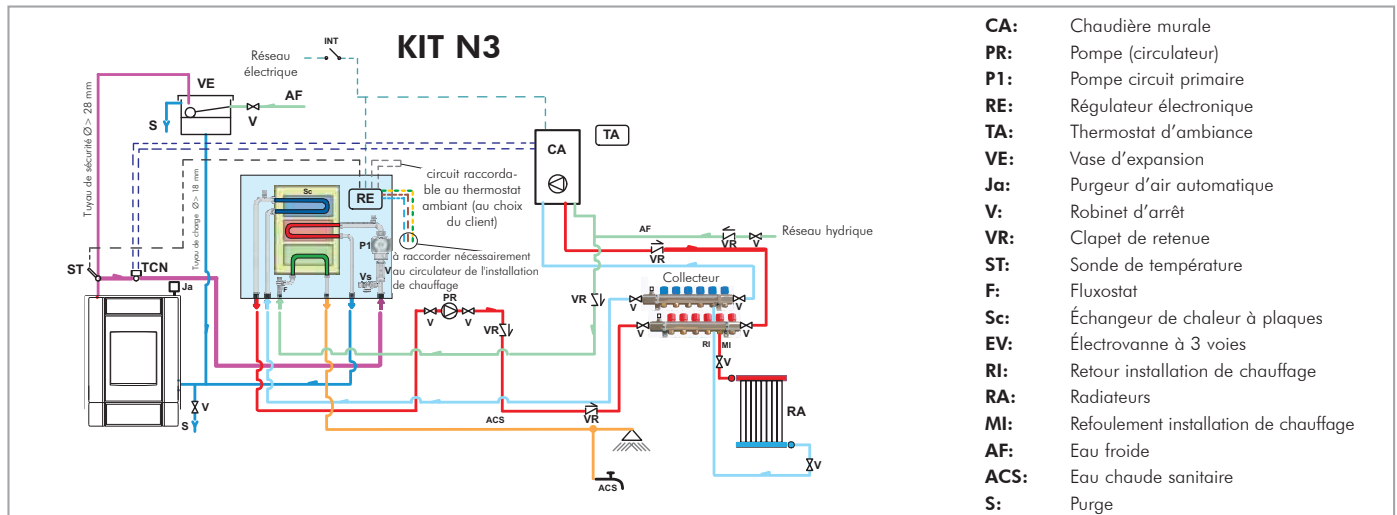 KIT N3
INT
Réseau
électrique
VE
AF
V
S
Tuyau de sécurité Ø > 28 mm
Tuyau de charge Ø> 18 mm
CA
TA
Sc
RE
circuit raccorda-
ble au thermostat
ambiant (au choix
du client)
P1
V
Vs
F
à raccorder nécessairement
au circulateur de l'installation
de chauffage
ST
TCN
Ja
AF
VR
V
Réseau hydrique
VR
Collecteur
V
V
V
V
RI
MI
VR
PR
V
V
VR
V
RA
V
V
S
ACS
VR
ACS
CA: Chaudière murale
PR: Pompe (circulateur)
P1: Pompe circuit primaire
RE: Régulateur électronique
TA: Thermostat d'ambiance
VE: Vase d'expansion
Ja: Purgeur d'air automatique
V: Robinet d'arrêt
VR: Clapet de retenue
ST: Sonde de température
F: Fluxostat
Sc: Échangeur de chaleur à plaques
EV: Électrovanne à 3 voies
RI: Retour installation de chauffage
RA: Radiateurs
MI: Refoulement installation de chauffage
AF: Eau froide
ACS: Eau chaude sanitaire
S: Purge